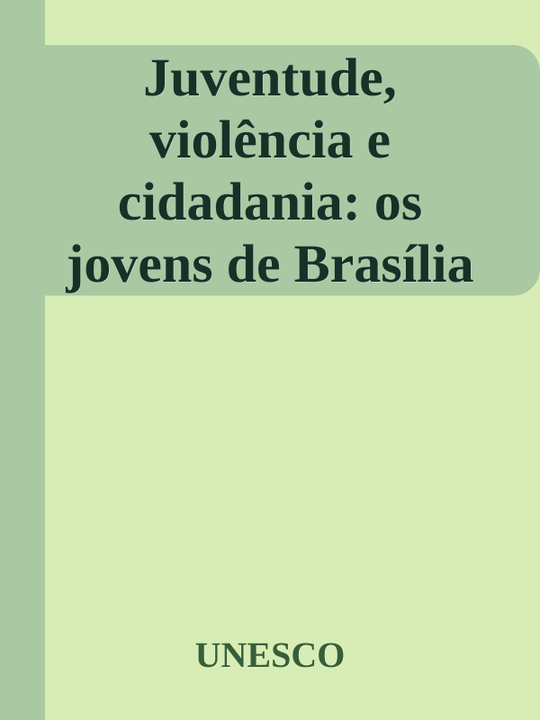 Juventude,
violência e
cidadania: os
jovens de Brasília
UNESCO